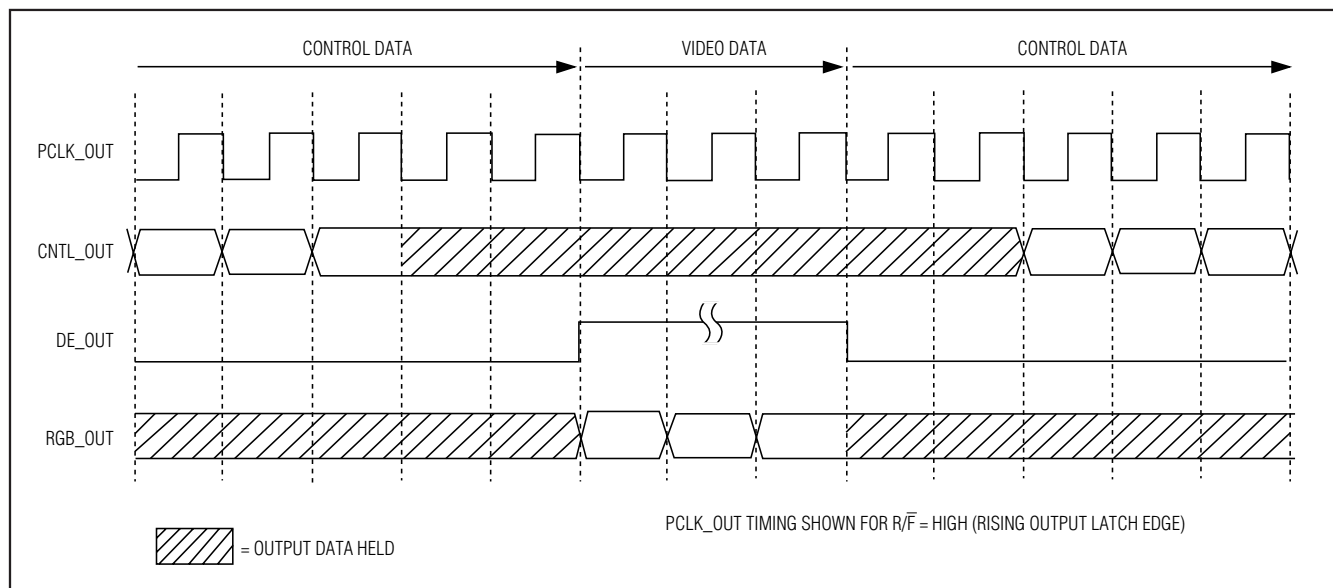 CONTROL DATA VIDEO DATA CONTROL DATA
PCLK_OUT
CNTL_OUT
DE_OUT
RGB_OUT
PCLK_OUT TIMING SHOWN FOR R/F̅ = HIGH (RISING OUTPUT LATCH EDGE)
= OUTPUT DATA HELD